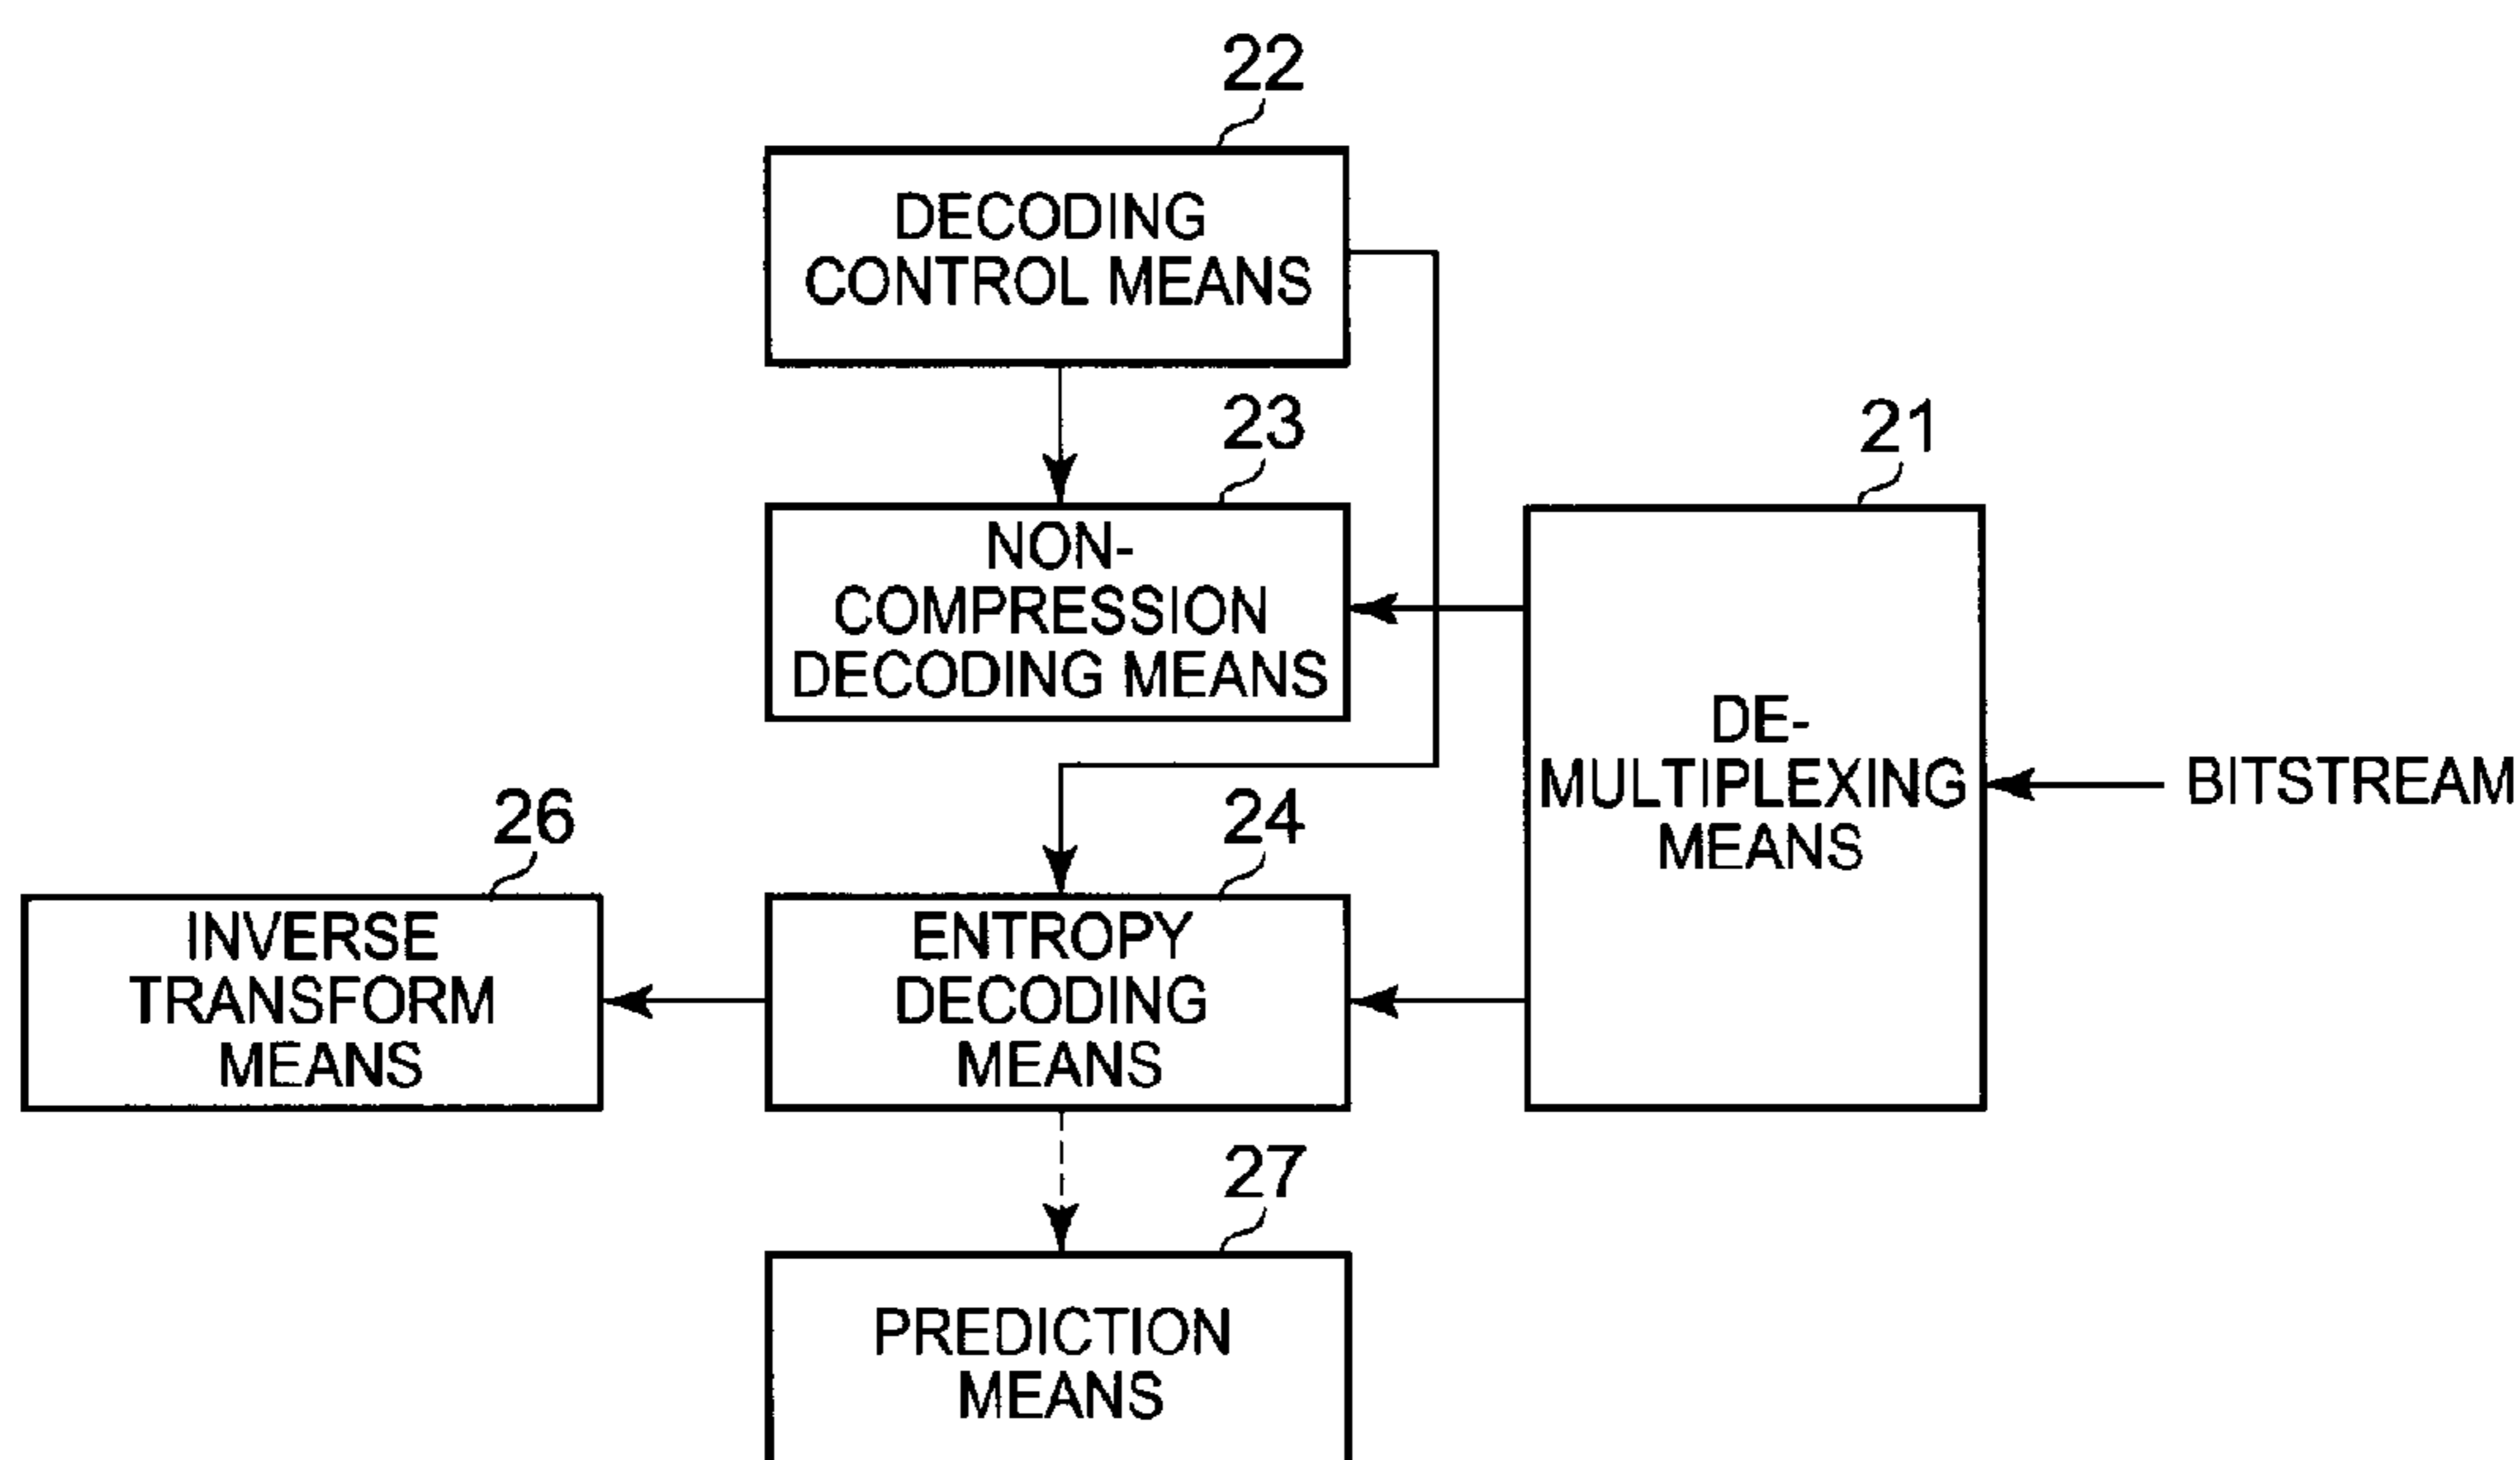 22
DECODING
CONTROL MEANS
23
NON-
COMPRESSION
DECODING MEANS
21
DE-
MULTIPLEXING
MEANS
BITSTREAM
26
INVERSE
TRANSFORM
MEANS
24
ENTROPY
DECODING
MEANS
27
PREDICTION
MEANS